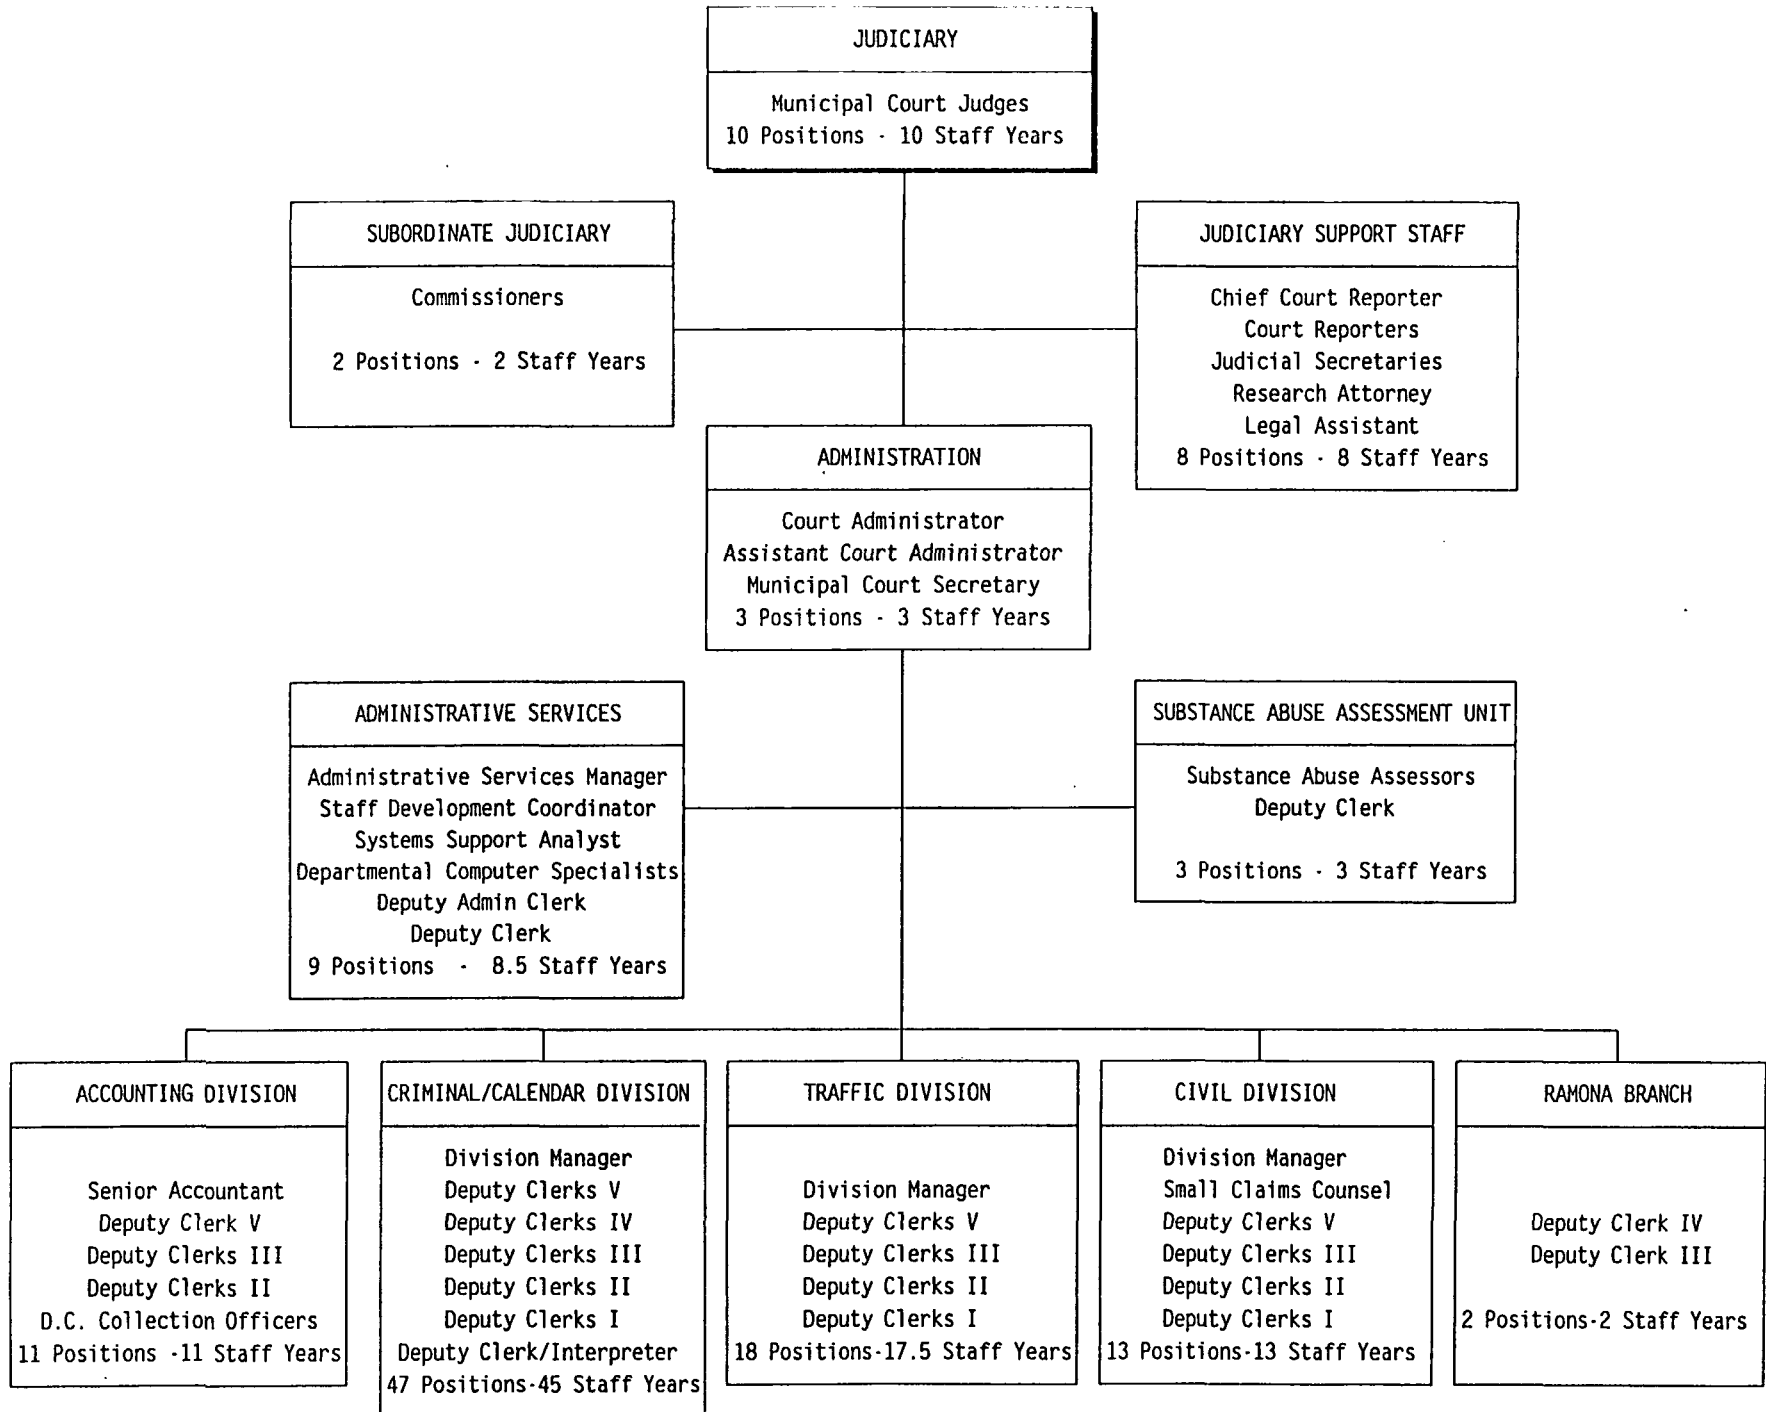 JUDICIARY
Municipal Court Judges
10 Positions - 10 Staff Years
SUBORDINATE JUDICIARY
Commissioners
2 Positions - 2 Staff Years
JUDICIARY SUPPORT STAFF
Chief Court Reporter
Court Reporters
Judicial Secretaries
Research Attorney
Legal Assistant
8 Positions - 8 Staff Years
ADMINISTRATION
Court Administrator
Assistant Court Administrator
Municipal Court Secretary
3 Positions - 3 Staff Years
ADMINISTRATIVE SERVICES
Administrative Services Manager
Staff Development Coordinator
Systems Support Analyst
Departmental Computer Specialists
Deputy Admin Clerk
Deputy Clerk
9 Positions - 8.5 Staff Years
SUBSTANCE ABUSE ASSESSMENT UNIT
Substance Abuse Assessors
Deputy Clerk
3 Positions - 3 Staff Years
ACCOUNTING DIVISION
Senior Accountant
Deputy Clerk V
Deputy Clerks III
Deputy Clerks II
D.C. Collection Officers
11 Positions -11 Staff Years
CRIMINAL/CALENDAR DIVISION
Division Manager
Deputy Clerks V
Deputy Clerks IV
Deputy Clerks III
Deputy Clerks II
Deputy Clerks I
Deputy Clerk/Interpreter
47 Positions-45 Staff Years
TRAFFIC DIVISION
Division Manager
Deputy Clerks V
Deputy Clerks III
Deputy Clerks II
Deputy Clerks I
18 Positions-17.5 Staff Years
CIVIL DIVISION
Division Manager
Small Claims Counsel
Deputy Clerks V
Deputy Clerks III
Deputy Clerks II
Deputy Clerks I
13 Positions-13 Staff Years
RAMONA BRANCH
Deputy Clerk IV
Deputy Clerk III
2 Positions-2 Staff Years